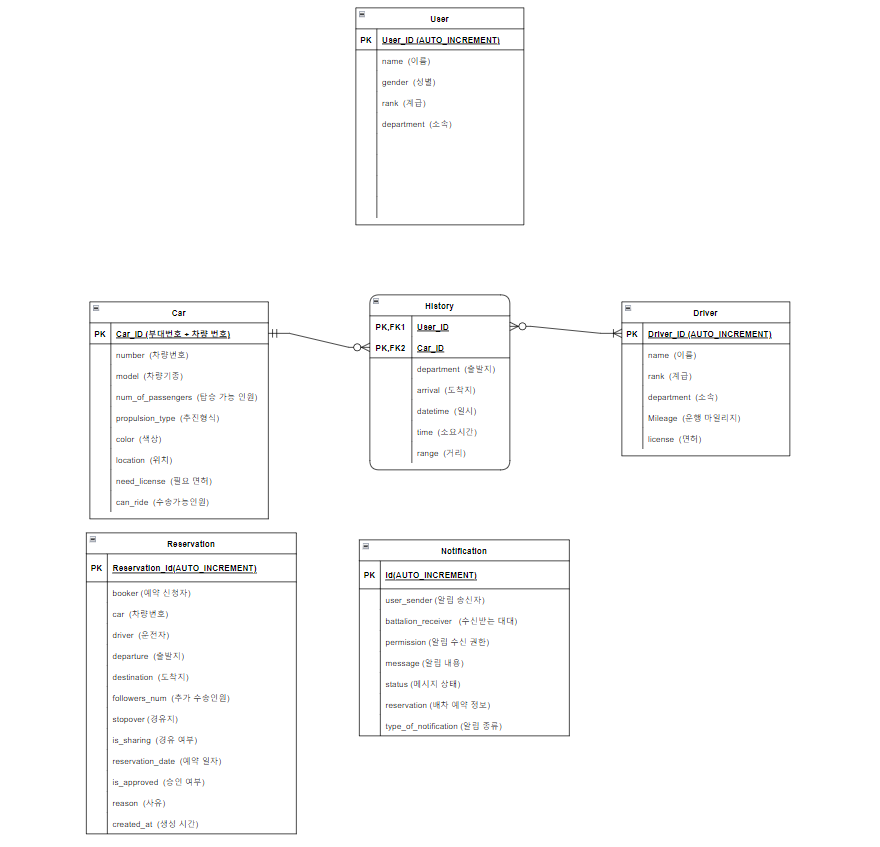 User
PK User_ID (AUTO_INCREMENT)
name (이름)
gender (성별)
rank (계급)
department (소속)
Car
PK Car_ID (부대번호 + 차량 번호)
number (차량번호)
model (차량기종)
num_of_passengers (탑승 가능 인원)
propulsion_type (추진형식)
color (색상)
location (위치)
need_license (필요 면허)
can_ride (수송가능인원)
History
PK,FK1 User_ID
PK,FK2 Car_ID
department (출발지)
arrival (도착지)
datetime (일시)
time (소요시간)
range (거리)
Driver
PK Driver_ID (AUTO_INCREMENT)
name (이름)
rank (계급)
department (소속)
Mileage (운행 마일리지)
license (면허)
Reservation
PK Reservation_Id(AUTO_INCREMENT)
booker (예약 신청자)
car (차량번호)
driver (운전자)
departure (출발지)
destination (도착지)
followers_num (추가 수송인원)
stopover (경유지)
is_sharing (경유 여부)
reservation_date (예약 일자)
is_approved (승인 여부)
reason (사유)
created_at (생성 시간)
Notification
PK Id(AUTO_INCREMENT)
user_sender (알림 송신자)
battalion_receiver (수신받는 대대)
permission (알림 수신 권한)
message (알림 내용)
status (메시지 상태)
reservation (배차 예약 정보)
type_of_notification (알림 종류)